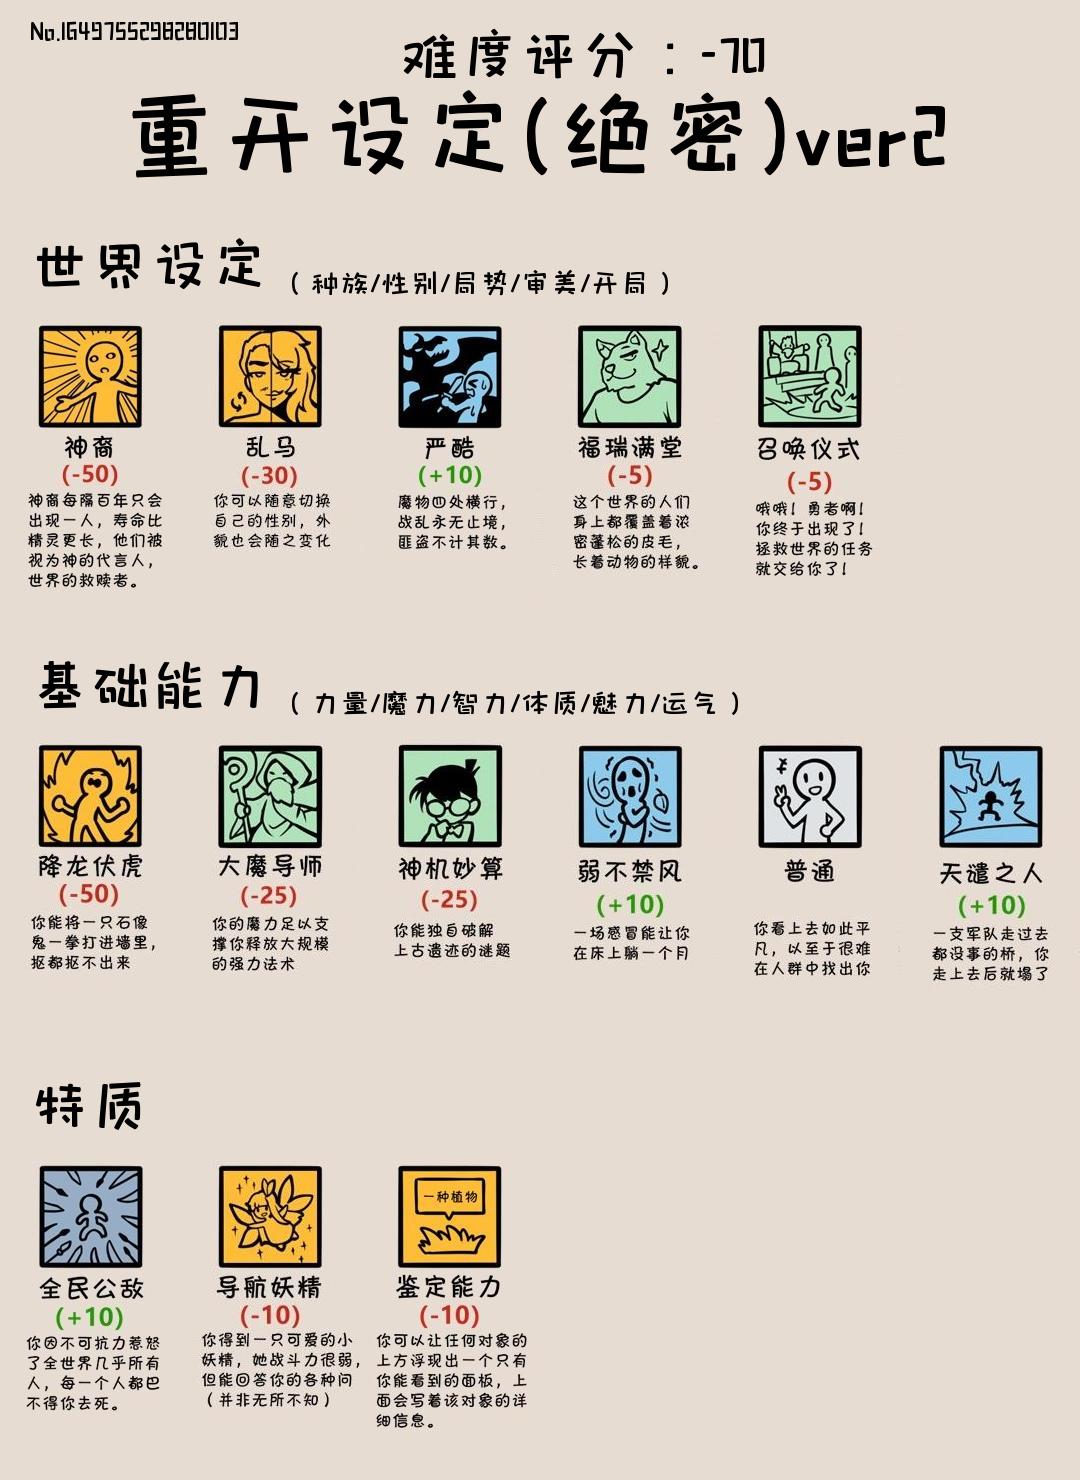 No.1649755298280103
难度评分：-70
重开设定(绝密)ver2
世界设定（种族/性别/局势/审美/开局）
神裔
(-50)
神裔每隔百年只会
出现一人，寿命比
精灵更长，他们被
视为神的代言人，
世界的救赎者。
乱马
(-30)
你可以随意切换
自己的性别，外
貌也会随之变化
严酷
(+10)
魔物四处横行，
战乱永无止境，
匪盗不计其数。
福瑞满堂
(-5)
这个世界的人们
身上都覆盖着浓
密蓬松的皮毛，
长着动物的样貌。
召唤仪式
(-5)
哦哦！勇者啊！
你终于出现了！
拯救世界的任务
就交给你了！
基础能力（力量/魔力/智力/体质/魅力/运气）
降龙伏虎
(-50)
你能将一只石像
鬼一拳打进墙里，
抠都抠不出来
大魔导师
(-25)
你的魔力足以支
撑你释放大规模
的强力法术
神机妙算
(-25)
你能独自破解
上古遗迹的谜题
弱不禁风
(+10)
一场感冒能让你
在床上躺一个月
普通
你看上去如此平
凡，以至于很难
在人群中找出你
天谴之人
(+10)
一支军队走过去
都没事的桥，你
走上去后就塌了
特质
全民公敌
(+10)
你因不可抗力惹怒
了全世界几乎所有
人，每一个人都巴
不得你去死。
导航妖精
(-10)
你得到一只可爱的小
妖精，她战斗力很弱，
但能回答你的各种问
（并非无所不知）
一种植物
鉴定能力
(-10)
你可以让任何对象的
上方浮现出一个只有
你能看到的面板，上
面会写着该对象的详
细信息。